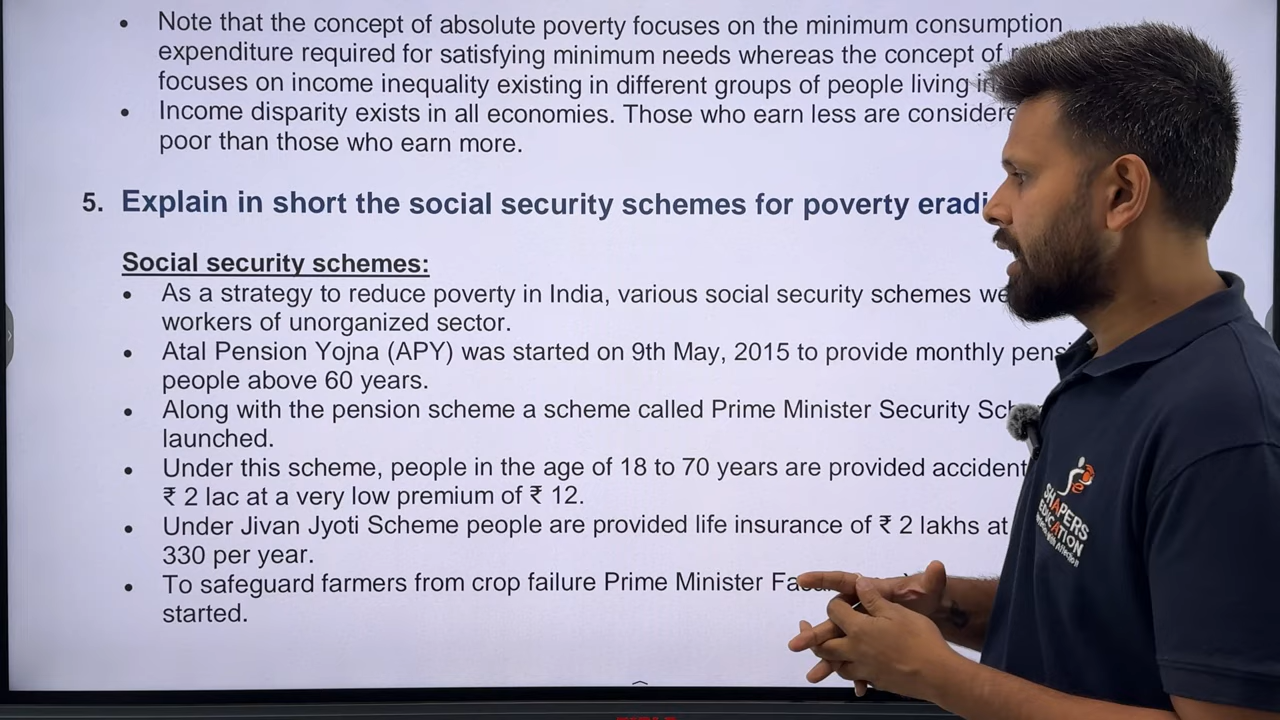 • Note that the concept of absolute poverty focuses on the minimum consumption
expenditure required for satisfying minimum needs whereas the concept of
focuses on income inequality existing in different groups of people living in
• Income disparity exists in all economies. Those who earn less are
poor than those who earn more.
5. Explain in short the social security schemes for poverty
Social security schemes:
• As a strategy to reduce poverty in India, various social security schemes
workers of unorganized sector.
• Atal Pension Yojna (APY) was started on 9th May, 2015 to provide monthly
people above 60 years.
• Along with the pension scheme a scheme called Prime Minister Security
launched.
• Under this scheme, people in the age of 18 to 70 years are provided accident
₹ 2 lac at a very low premium of ₹ 12.
• Under Jivan Jyoti Scheme people are provided life insurance of ₹ 2 lakhs at
330 per year.
• To safeguard farmers from crop failure Prime Minister
started.
SHAPERS
EDUCATION